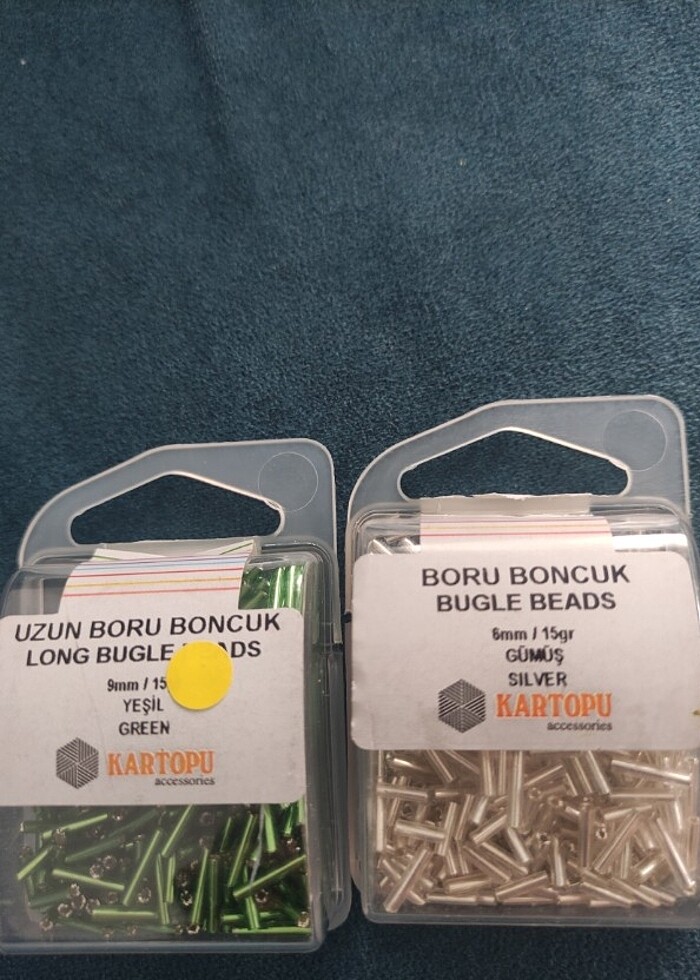 UZUN BORU BONCUK
LONG BUGLE
9mm / 15
YEŞİL
GREEN
KARTOPU
accessories
BORU BONCUK
BUGLE BEADS
6mm / 15gr
GÜMÜŞ
SILVER
KARTOPU
accessories